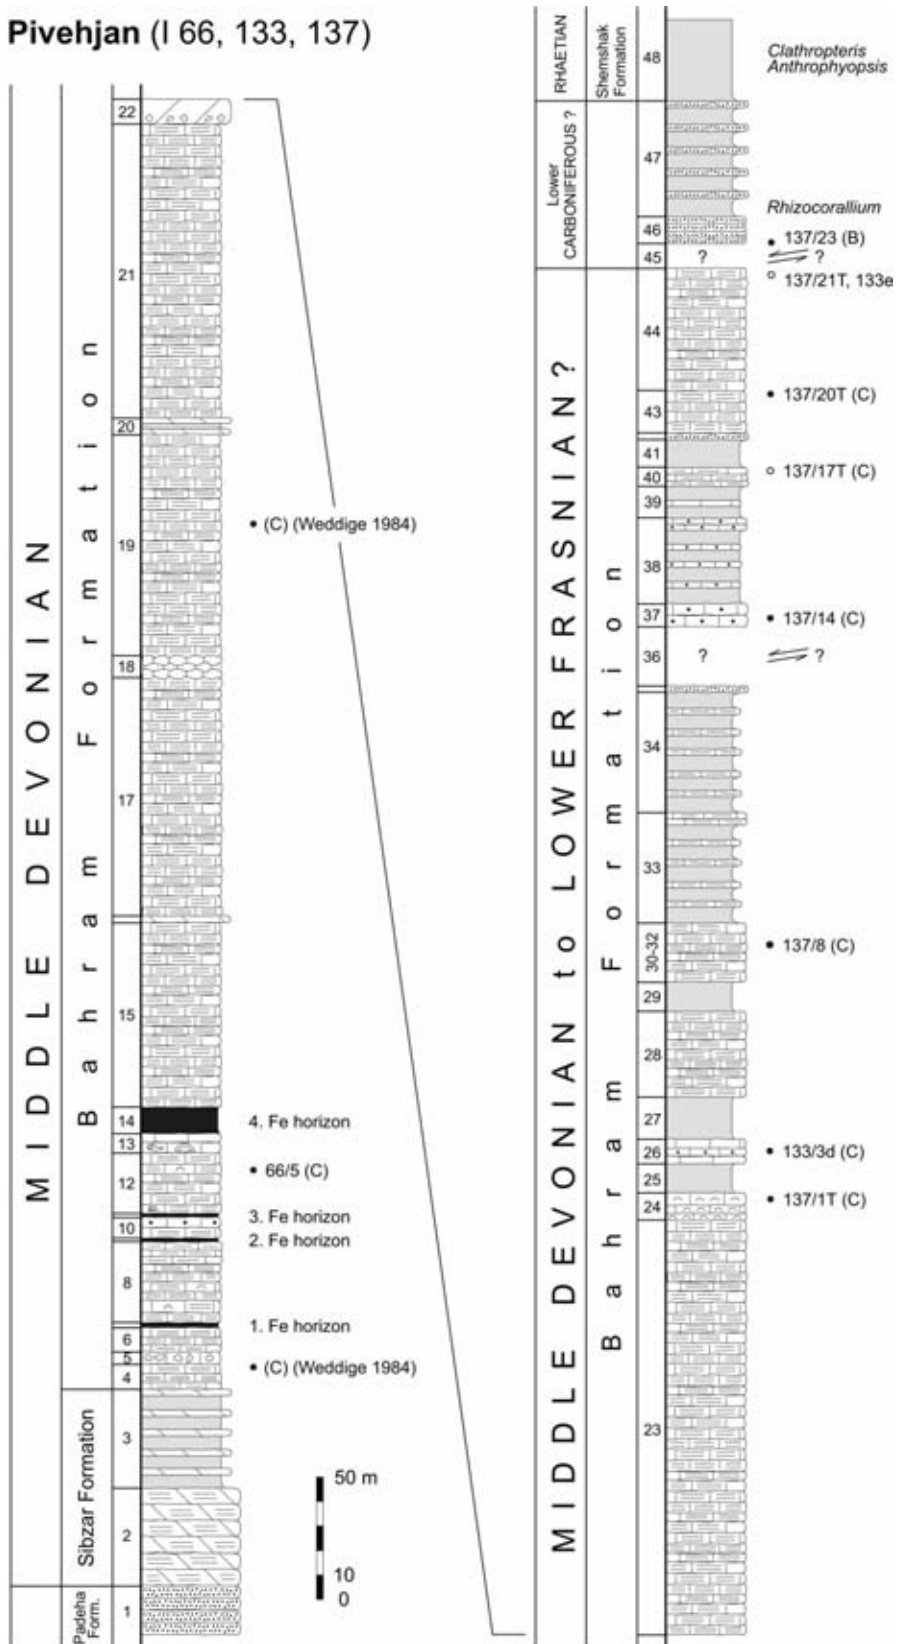 Pivehjan (I 66, 133, 137)
MIDDLE DEVONIAN
Bahram Formation
Sibzar Formation
Padeha
Form.
22
21
20
19
18
17
15
14
13
12
10
8
6
5
4
3
2
1
• (C) (Weddige 1984)
4. Fe horizon
• 66/5 (C)
3. Fe horizon
2. Fe horizon
1. Fe horizon
• (C) (Weddige 1984)
50 m
10
0
RHAETIAN
Lower
CARBONIFEROUS ?
MIDDLE DEVONIAN to LOWER FRASNIAN ?
Shemshak
Formation
Bahram Formation
48
47
46
45
44
43
41
40
39
38
37
36
34
33
30-32
29
28
27
26
25
24
23
?
?
Clathropteris
Anthrophyopsis
Rhizocorallium
• 137/23 (B)
?
○ 137/21T, 133e
• 137/20T (C)
○ 137/17T (C)
• 137/14 (C)
?
• 137/8 (C)
• 133/3d (C)
• 137/1T (C)